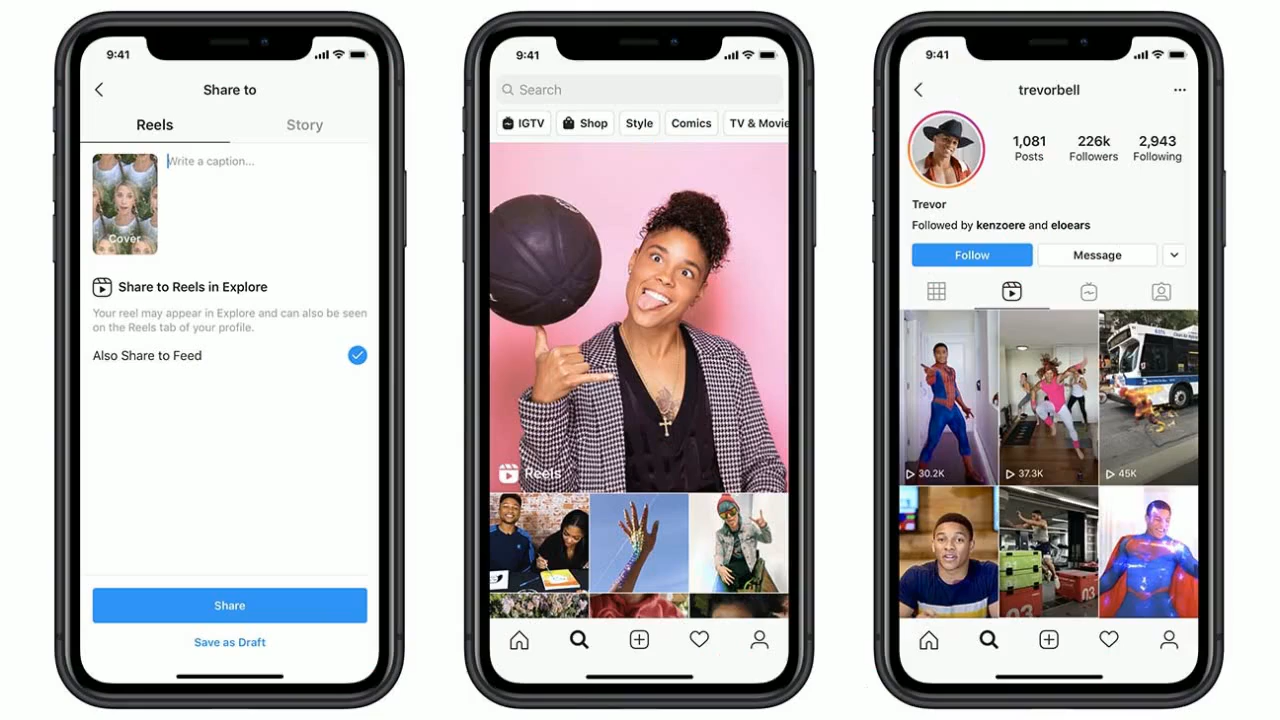 9:41
Share to
Reels
Story
Write a caption...
Cover
Share to Reels in Explore
Your reel may appear in Explore and can also be seen
on the Reels tab of your profile.
Also Share to Feed
Share
Save as Draft
9:41
Search
IGTV
Shop
Style
Comics
TV & Movie
Reels
9:41
trevorbell
1,081
Posts
226k
Followers
2,943
Following
Trevor
Followed by kenzoere and eloears
Follow
Message
30.2K
37.3K
45K
03
03